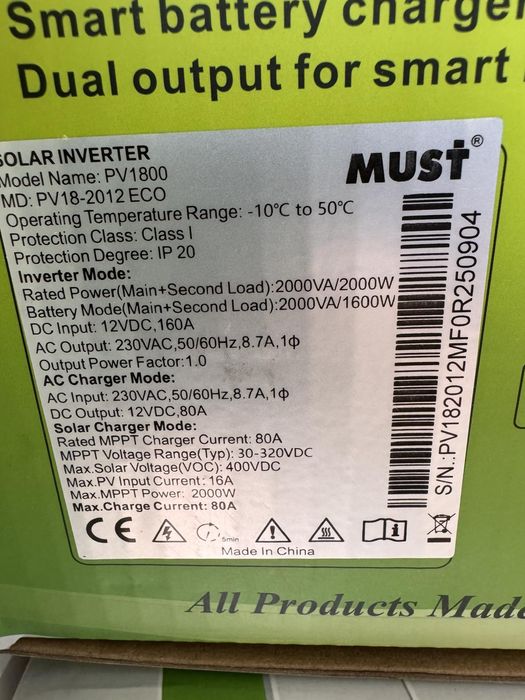 Smart battery charger
Dual output for smart
SOLAR INVERTER
MUST®
Model Name: PV1800
MD: PV18-2012 ECO
Operating Temperature Range: -10℃ to 50℃
Protection Class: Class I
Protection Degree: IP 20
Inverter Mode:
Rated Power(Main+Second Load):2000VA/2000W
Battery Mode(Main+Second Load):2000VA/1600W
DC Input: 12VDC,160A
AC Output: 230VAC,50/60Hz,8.7A,1ф
Output Power Factor:1.0
AC Charger Mode:
AC Input: 230VAC,50/60Hz,8.7A,1ф
DC Output: 12VDC,80A
Solar Charger Mode:
Rated MPPT Charger Current: 80A
MPPT Voltage Range(Typ): 30-320VDC
Max.Solar Voltage(VOC): 400VDC
Max.PV Input Current: 16A
Max.MPPT Power: 2000W
Max.Charge Current: 80A
S/N.:PV182012MF0R250904
CE
5min
Made In China
All Products Made